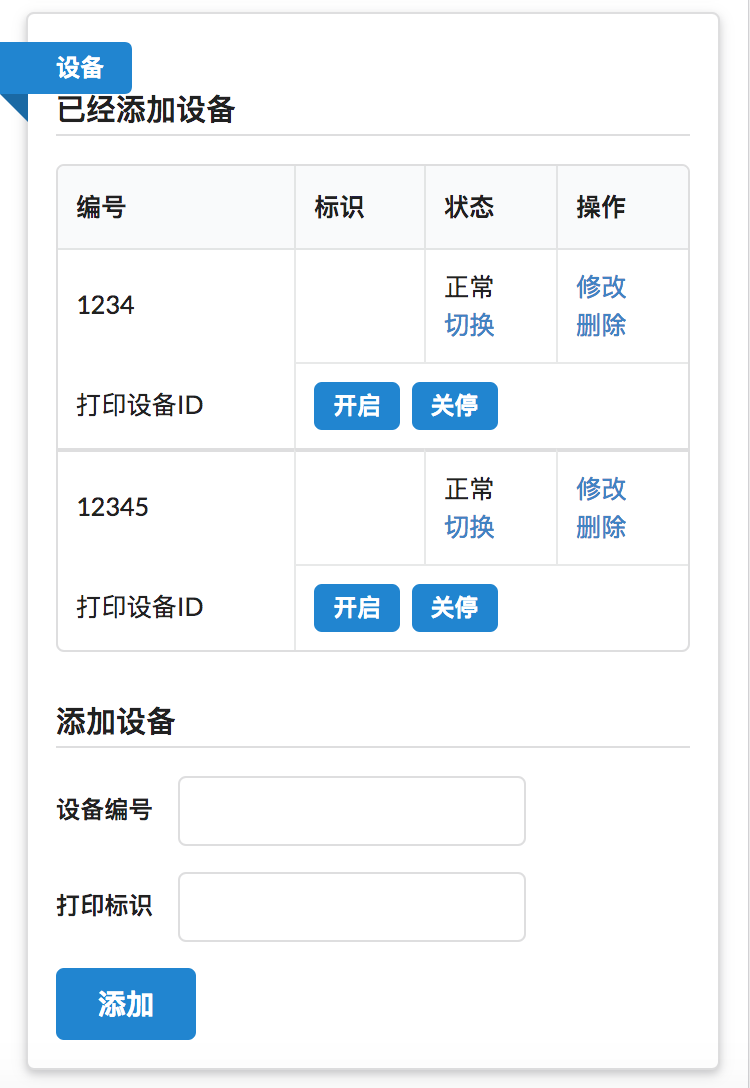 设备
已经添加设备
编号 标识 状态 操作
1234 正常 修改
切换 删除
打印设备ID 开启 关停
12345 正常 修改
切换 删除
打印设备ID 开启 关停
添加设备
设备编号
打印标识
添加